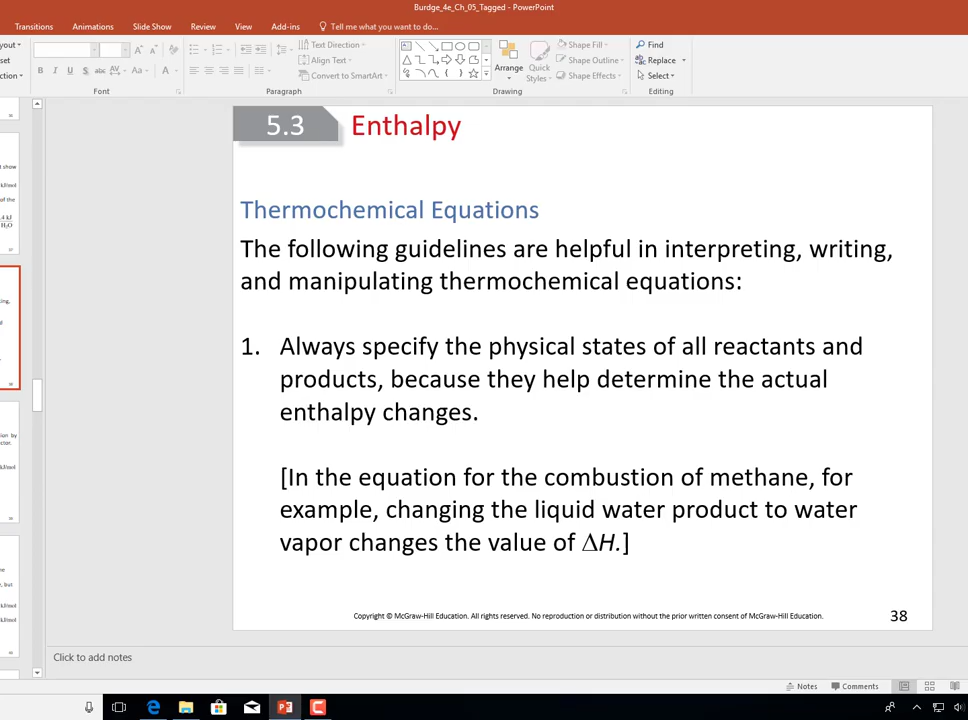 Burdge_4e_Ch_05_Tagged - PowerPoint
Transitions Animations Slide Show Review View Add-ins Tell me what you want to do...
Text Direction
Align Text
Convert to SmartArt
B I U S abc AV Aa A
Arrange
Quick
Styles
Shape Fill
Shape Outline
Shape Effects
Find
Replace
Select
Font Paragraph Drawing Editing
5.3 Enthalpy
Thermochemical Equations
The following guidelines are helpful in interpreting, writing,
and manipulating thermochemical equations:
1. Always specify the physical states of all reactants and
products, because they help determine the actual
enthalpy changes.
[In the equation for the combustion of methane, for
example, changing the liquid water product to water
vapor changes the value of ΔH.]
Copyright © McGraw-Hill Education. All rights reserved. No reproduction or distribution without the prior written consent of McGraw-Hill Education.
38
Click to add notes
Notes Comments